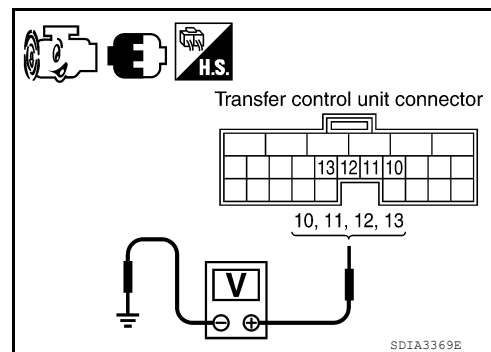 H.S.
Transfer control unit connector
13 12 11 10
10, 11, 12, 13
V
⊖ ⊕
SDIA3369E